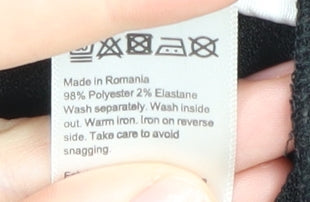 Made in Romania
98% Polyester 2% Elastane
Wash separately. Wash inside
out. Warm iron. Iron on reverse
side. Take care to avoid
snagging.